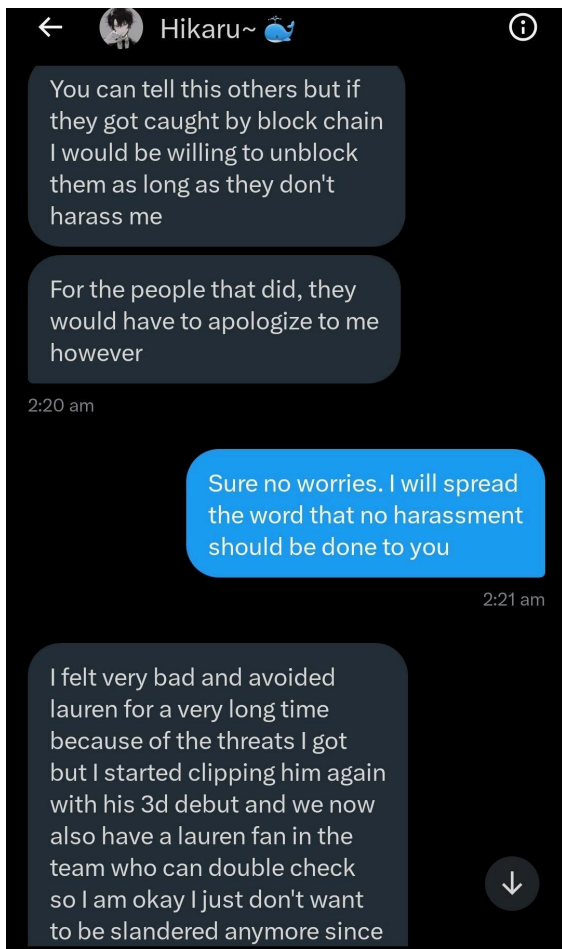 Hikaru~ 🐳
You can tell this others but if
they got caught by block chain
I would be willing to unblock
them as long as they don't
harass me
For the people that did, they
would have to apologize to me
however
2:20 am
Sure no worries. I will spread
the word that no harassment
should be done to you
2:21 am
I felt very bad and avoided
lauren for a very long time
because of the threats I got
but I started clipping him again
with his 3d debut and we now
also have a lauren fan in the
team who can double check
so I am okay I just don't want
to be slandered anymore since